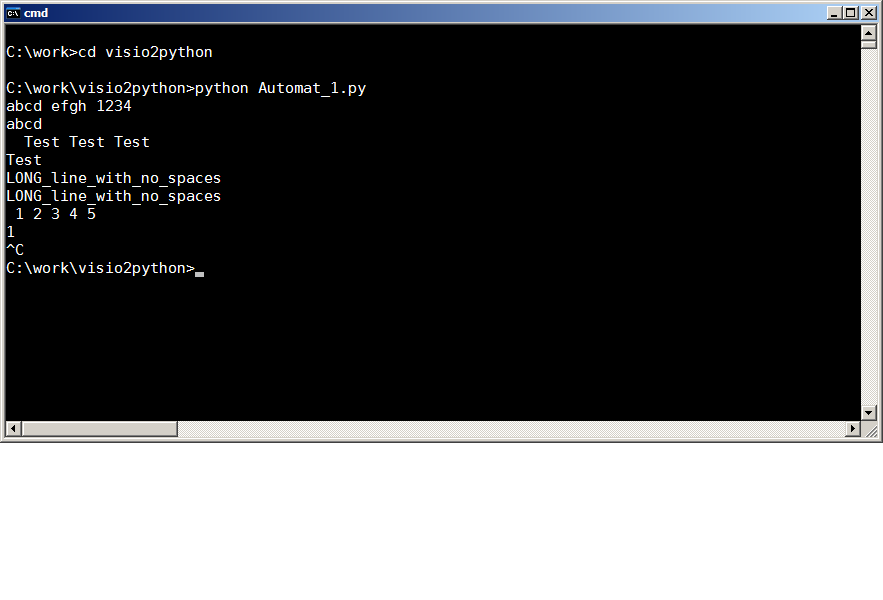 cmd
C:\work>cd visio2python
C:\work\visio2python>python Automat_1.py
abcd efgh 1234
abcd
  Test Test Test
Test
LONG_line_with_no_spaces
LONG_line_with_no_spaces
 1 2 3 4 5
1
^C
C:\work\visio2python>